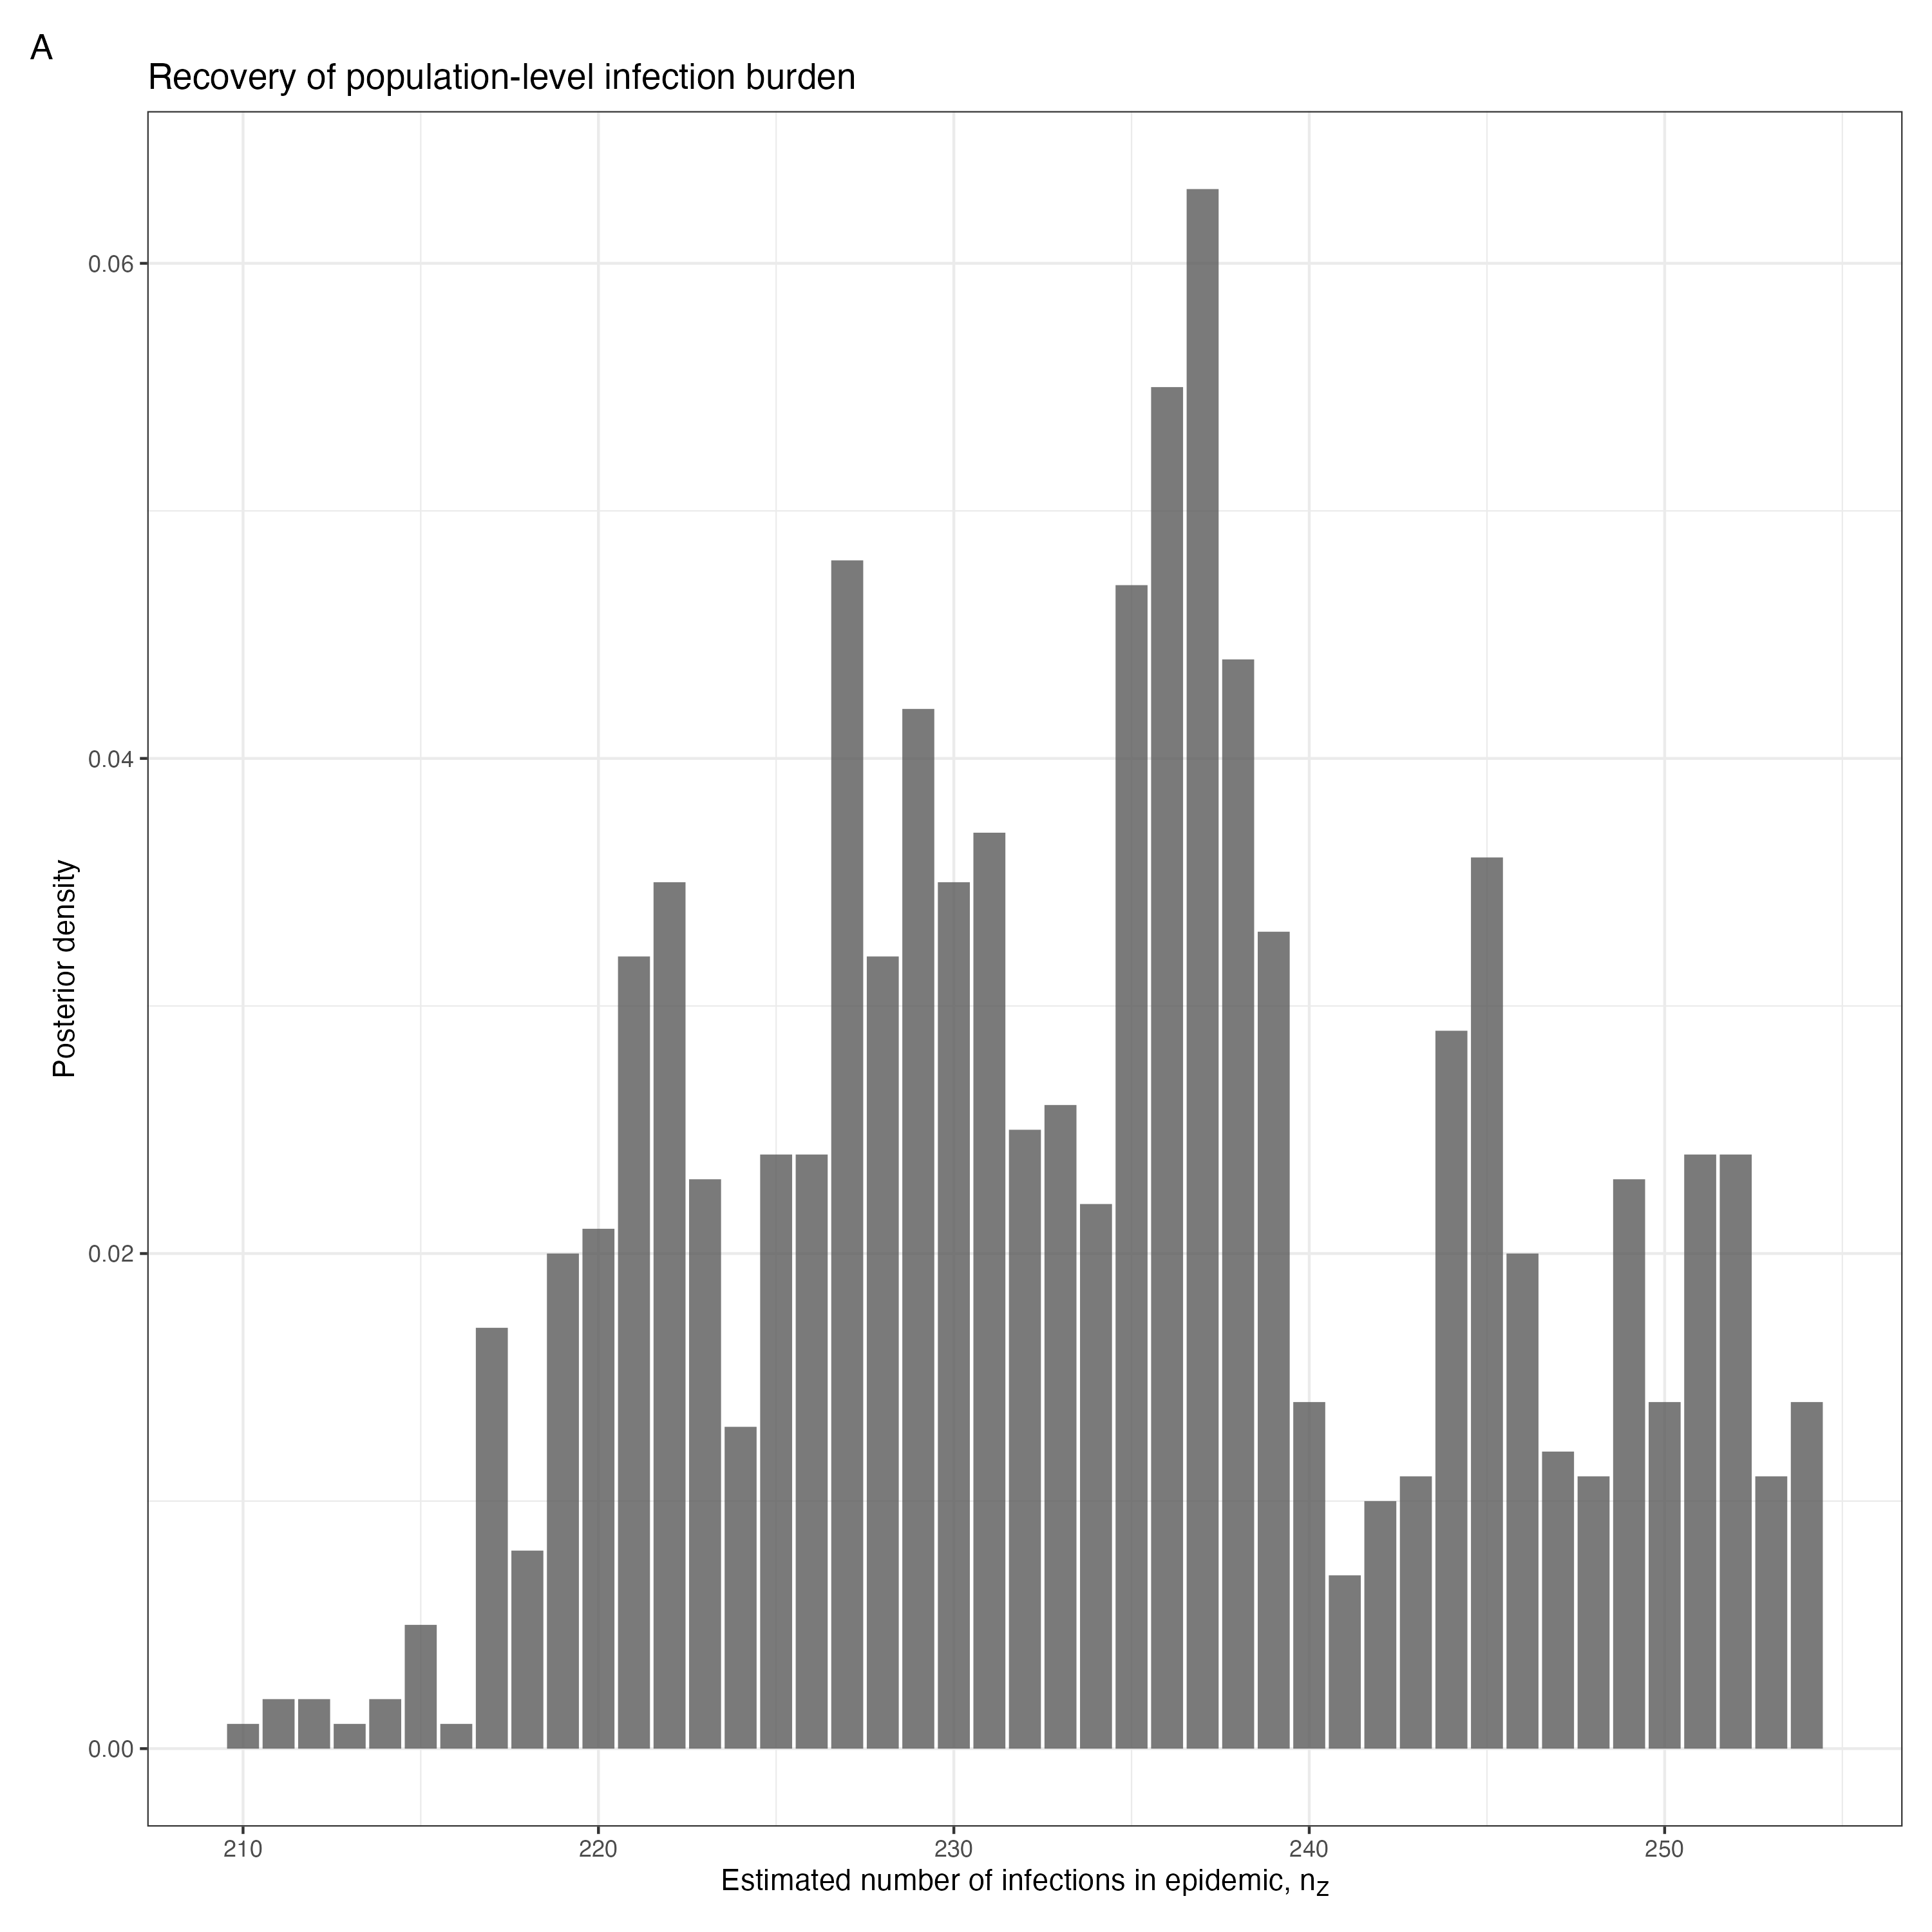 A
Recovery of population-level infection burden
0.06
0.04
0.02
0.00
Posterior density
210 220 230 240 250
Estimated number of infections in epidemic, nz